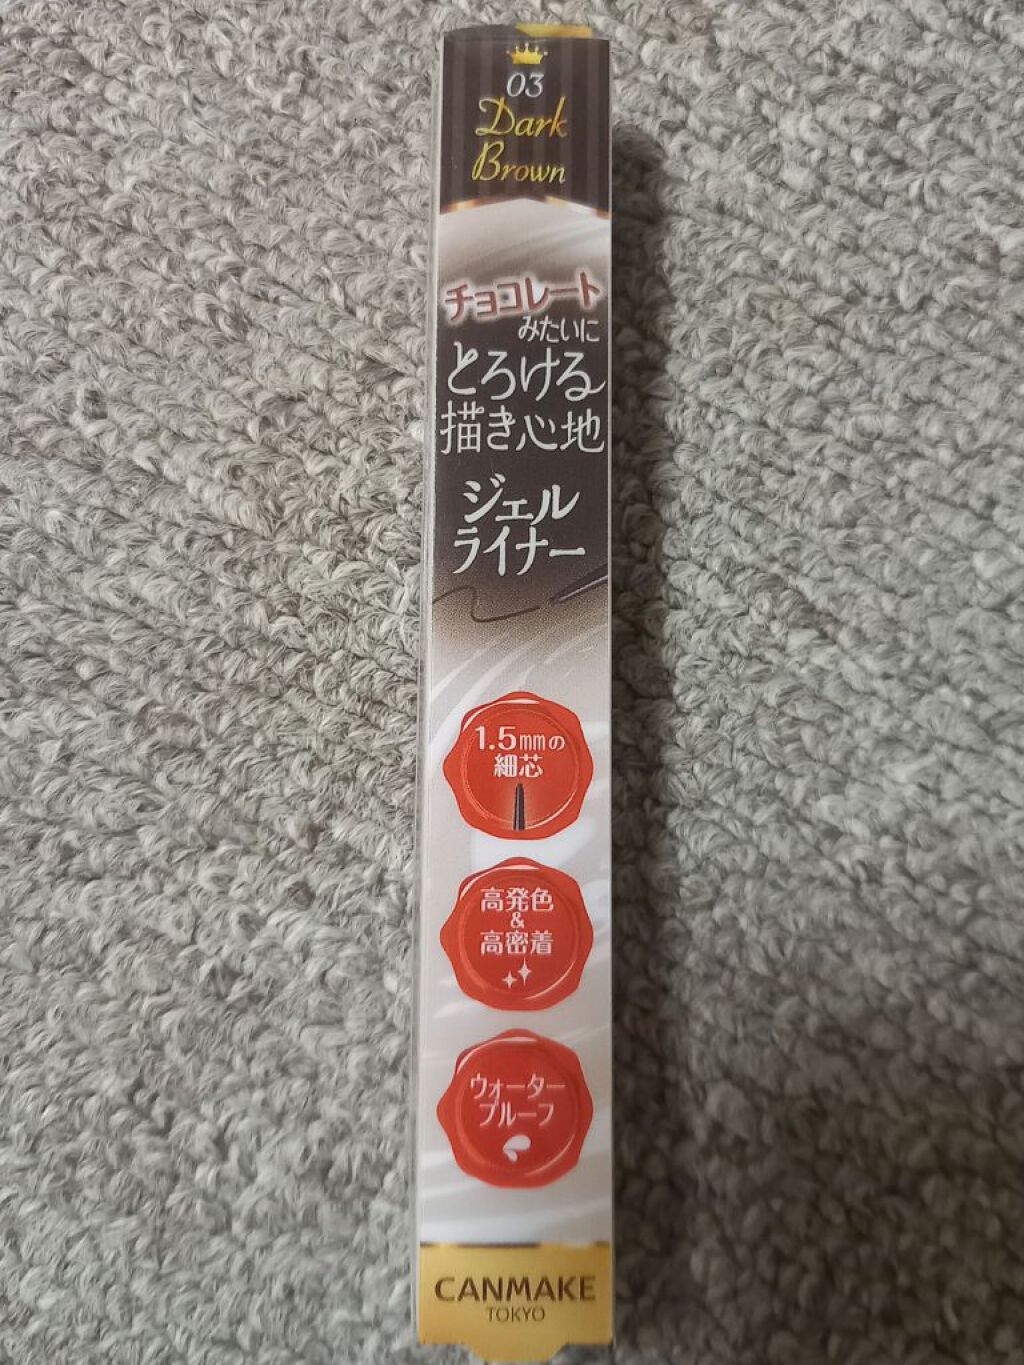 03
Dark
Brown
チョコレート
みたいに
とろける
描き心地
ジェル
ライナー
1.5mmの
細芯
高発色
&
高密着
ウォーター
プルーフ
CANMAKE
TOKYO